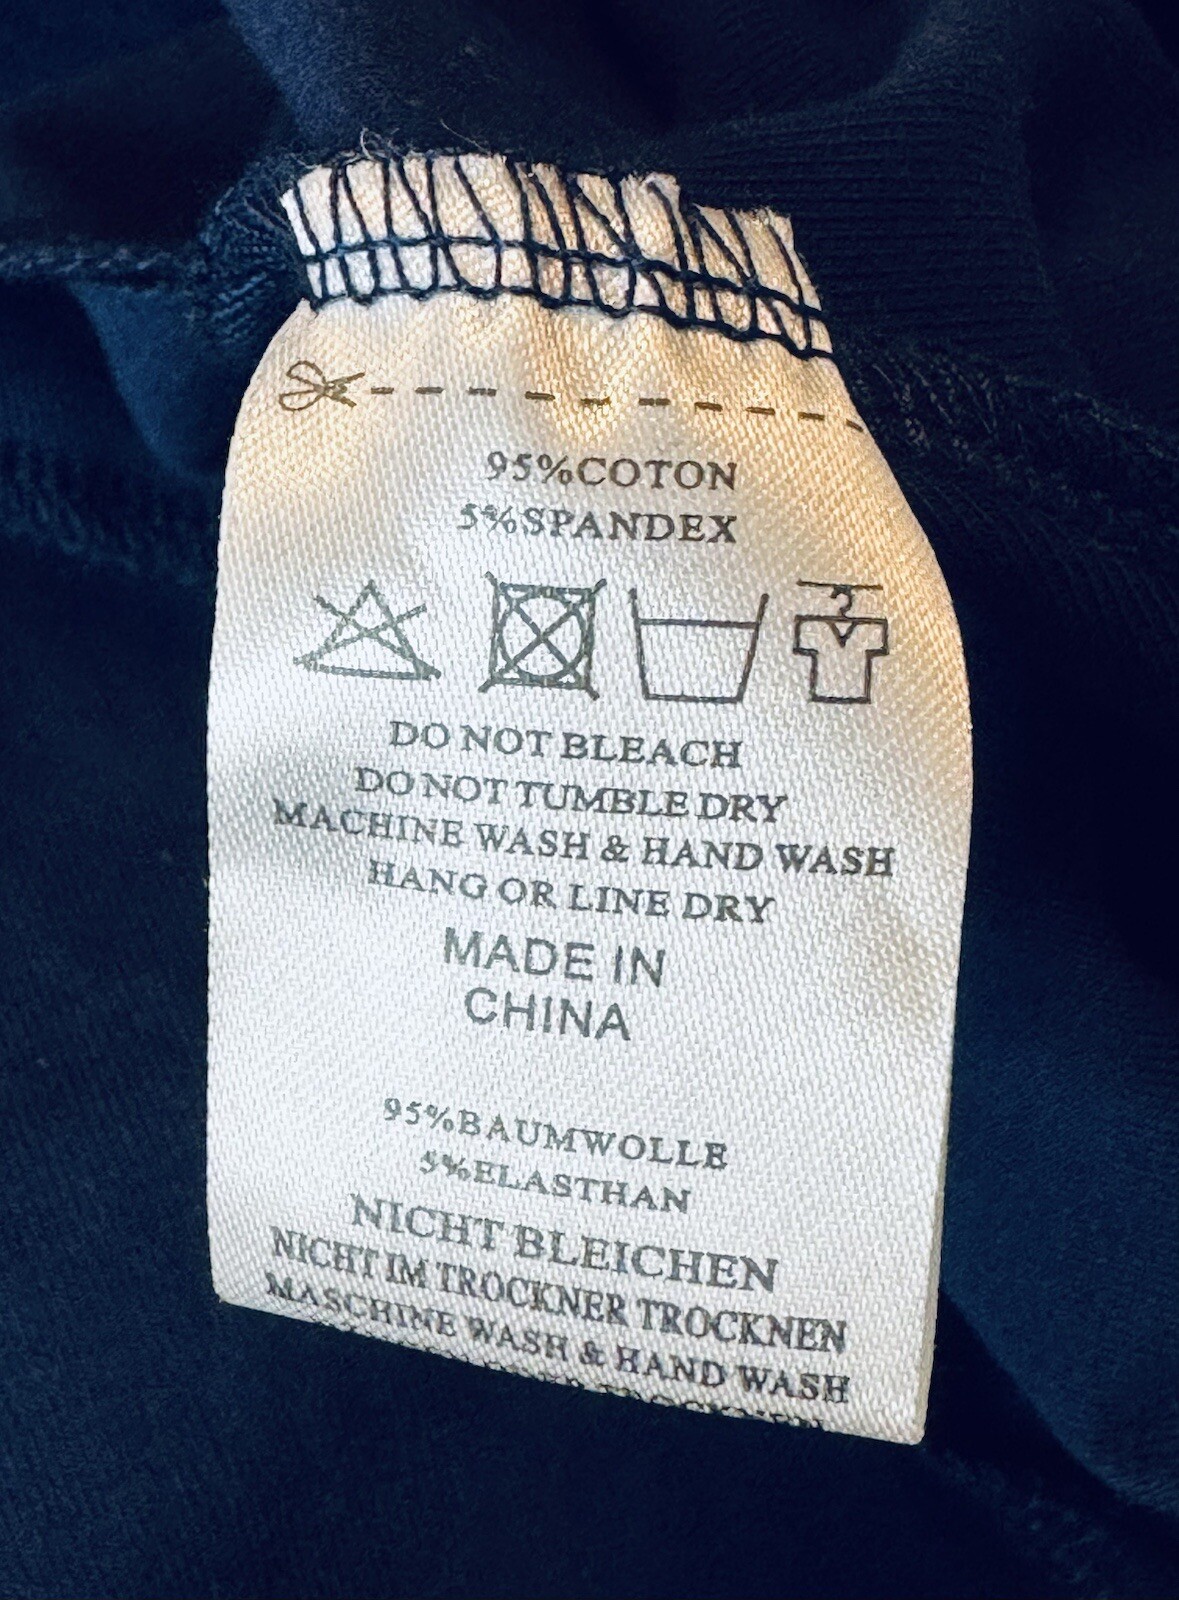 95%COTON
5%SPANDEX
DO NOT BLEACH
DO NOT TUMBLE DRY
MACHINE WASH & HAND WASH
HANG OR LINE DRY
MADE IN
CHINA
95%BAUMWOLLE
5%ELASTHAN
NICHT BLEICHEN
NICHT IM TROCKNER TROCKNEN
MASCHINE WASH & HAND WASH